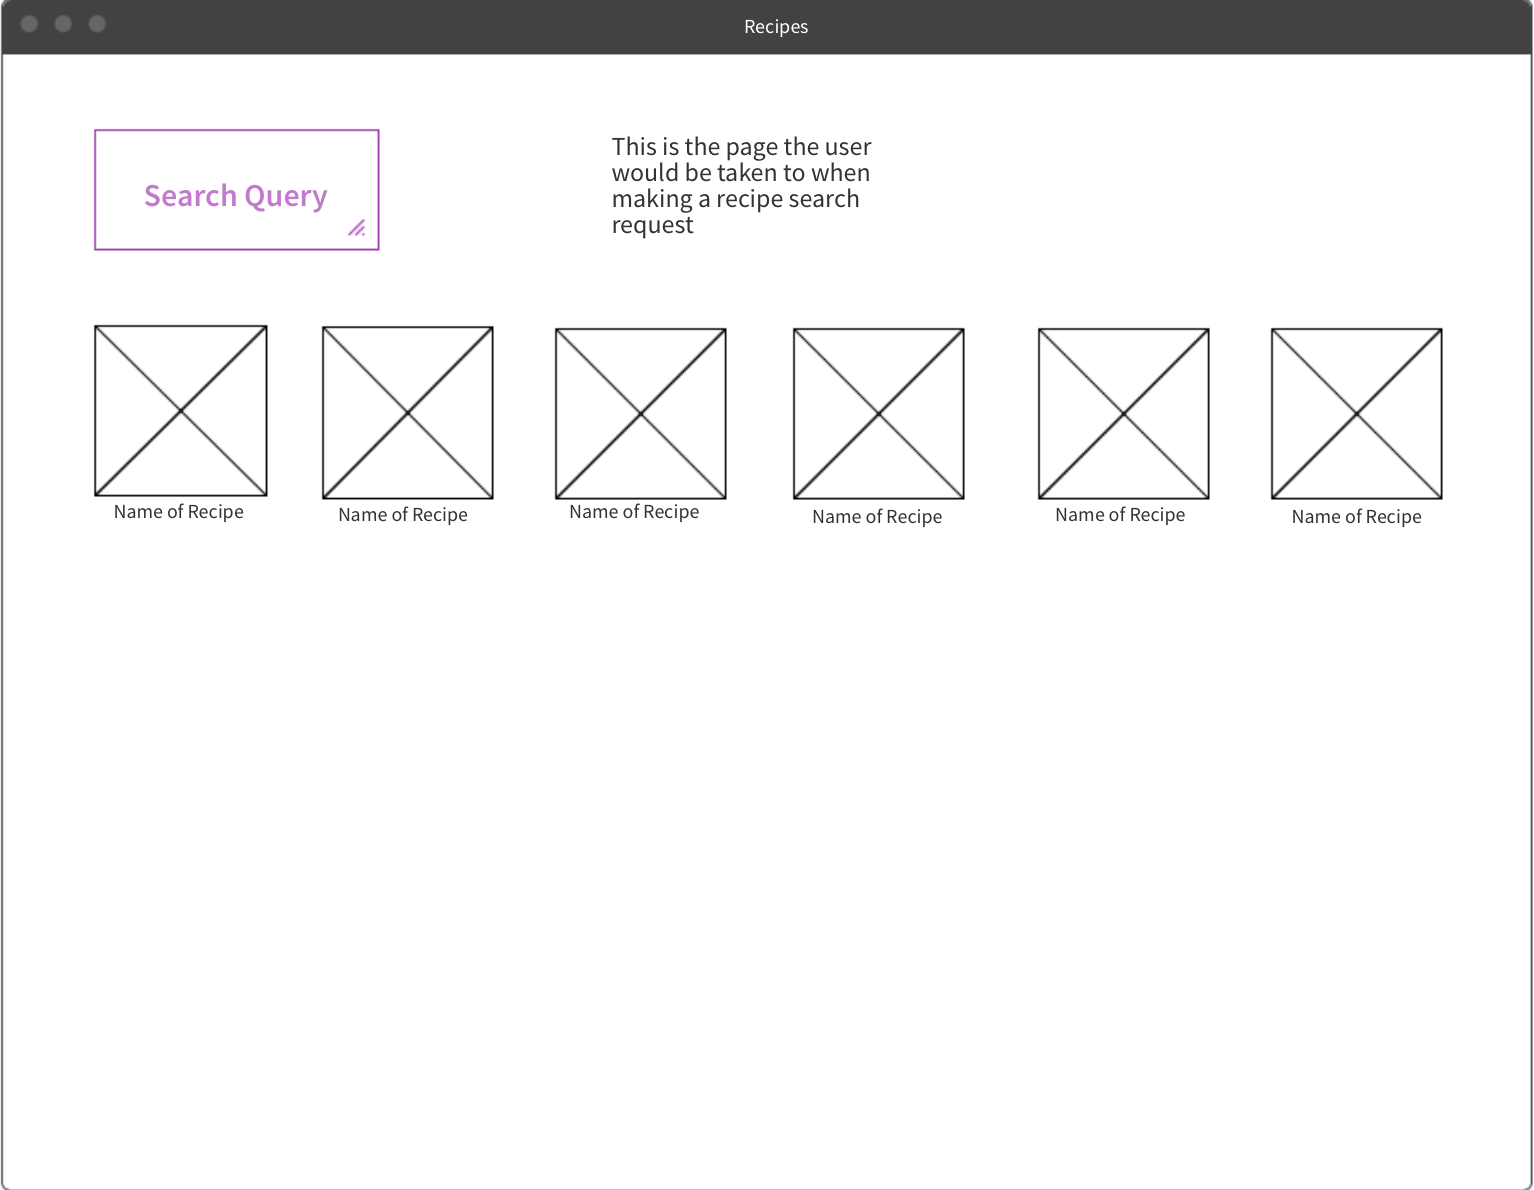 Recipes
Search Query
This is the page the user
would be taken to when
making a recipe search
request
Name of Recipe
Name of Recipe
Name of Recipe
Name of Recipe
Name of Recipe
Name of Recipe